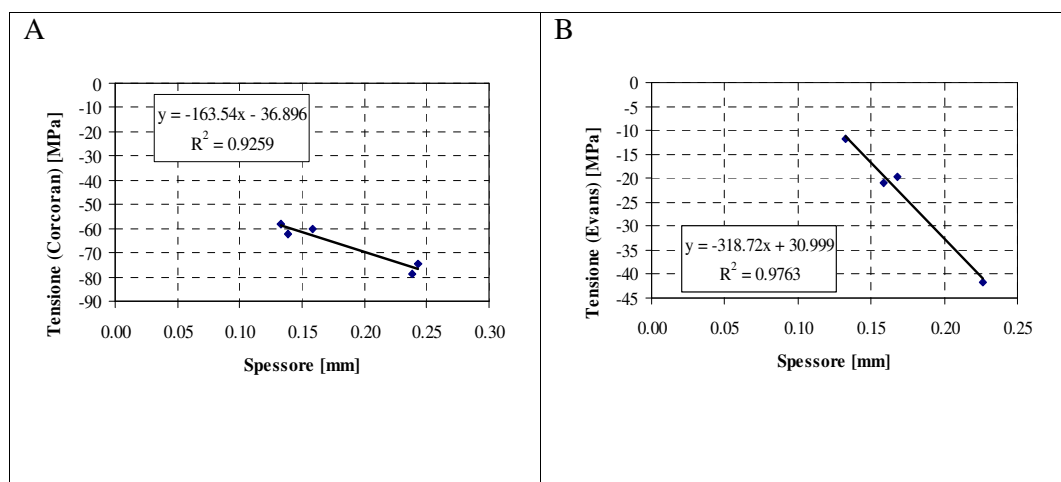 A
0
-10
-20
-30
-40
-50
-60
-70
-80
-90
Tensione (Corcoran) [MPa]
y = -163.54x - 36.896
R² = 0.9259
0.00 0.05 0.10 0.15 0.20 0.25 0.30
Spessore [mm]
B
0
-5
-10
-15
-20
-25
-30
-35
-40
-45
Tensione (Evans) [MPa]
y = -318.72x + 30.999
R² = 0.9763
0.00 0.05 0.10 0.15 0.20 0.25
Spessore [mm]